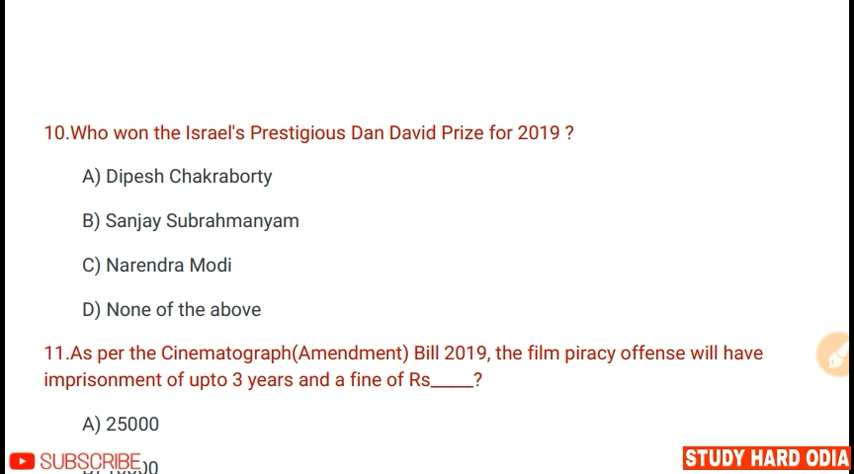 10.Who won the Israel's Prestigious Dan David Prize for 2019 ?
A) Dipesh Chakraborty
B) Sanjay Subrahmanyam
C) Narendra Modi
D) None of the above
11.As per the Cinematograph(Amendment) Bill 2019, the film piracy offense will have
imprisonment of upto 3 years and a fine of Rs_____?
A) 25000
SUBSCRIBE
STUDY HARD ODIA